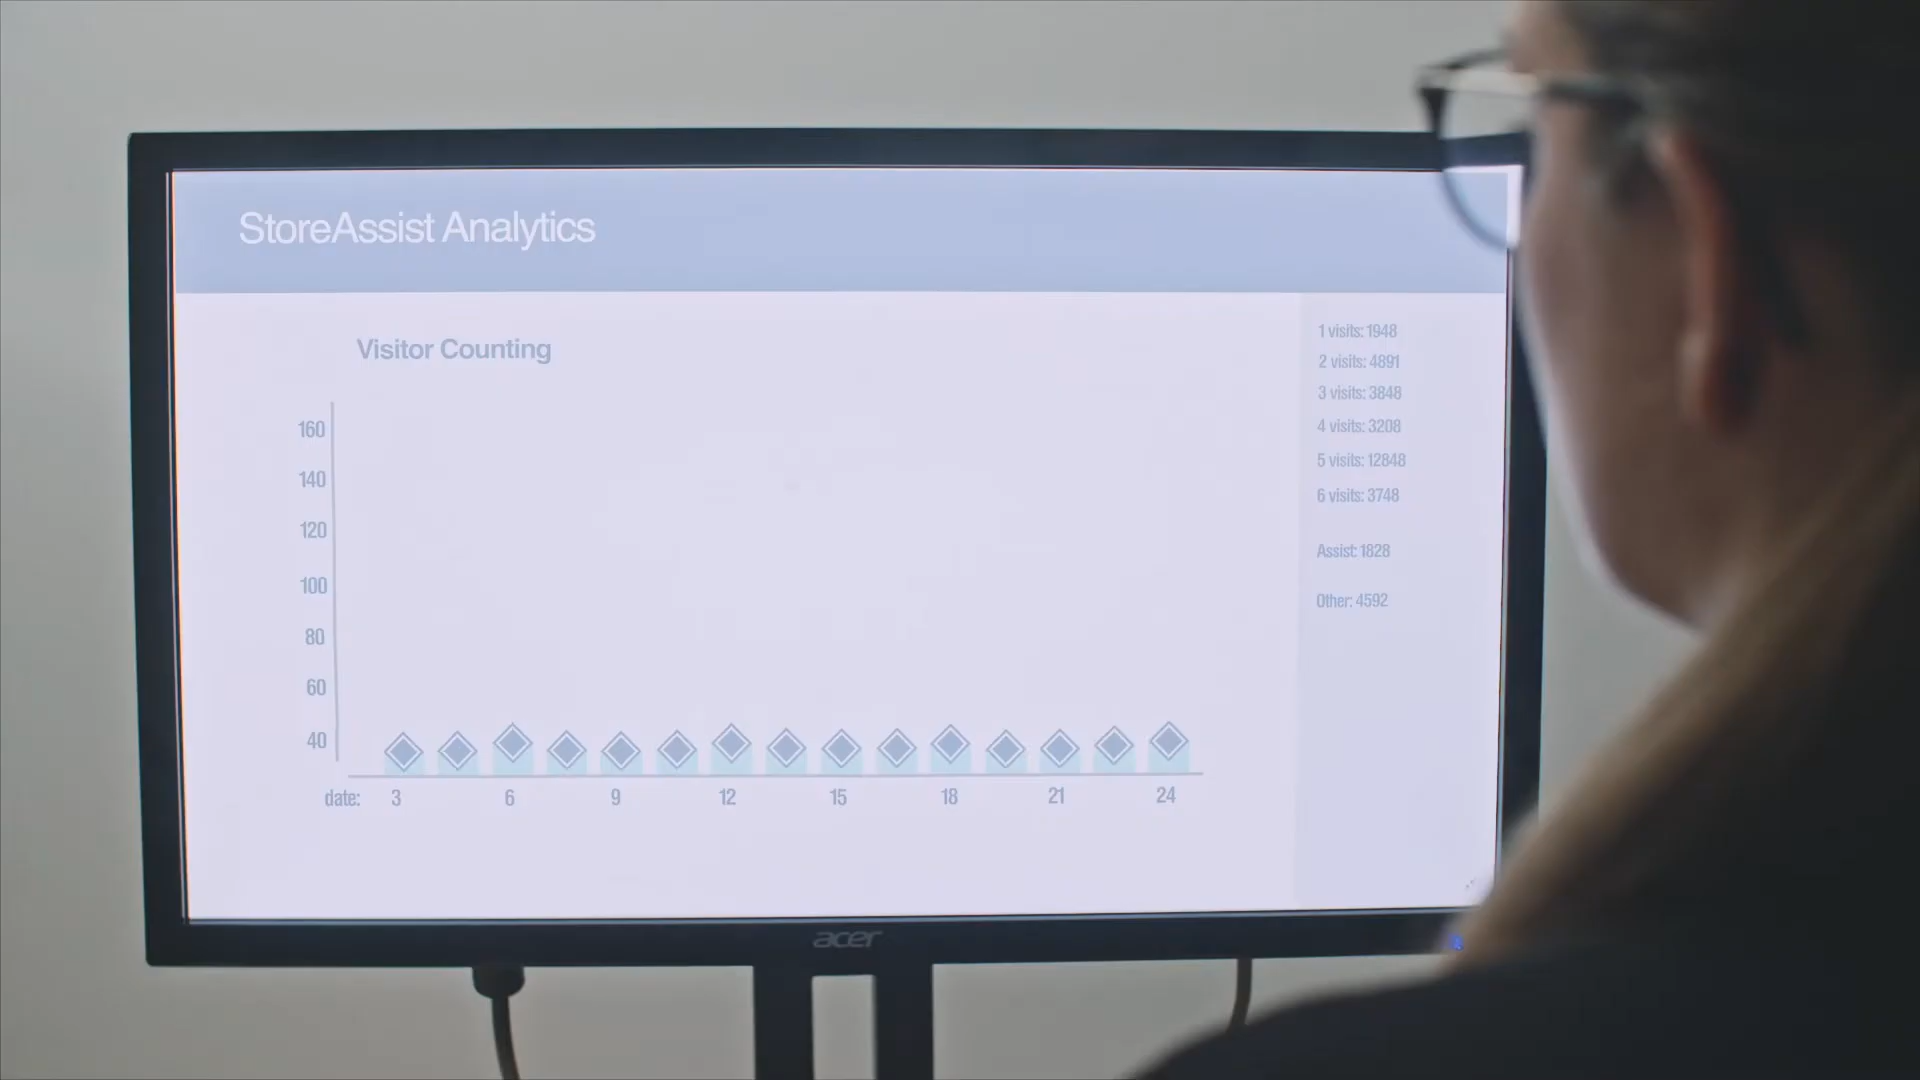 StoreAssist Analytics
Visitor Counting
160
140
120
100
80
60
40
date: 3 6 9 12 15 18 21 24
1 visits: 1948
2 visits: 4891
3 visits: 3848
4 visits: 3208
5 visits: 12848
6 visits: 3748
Assist: 1828
Other: 4592
acer